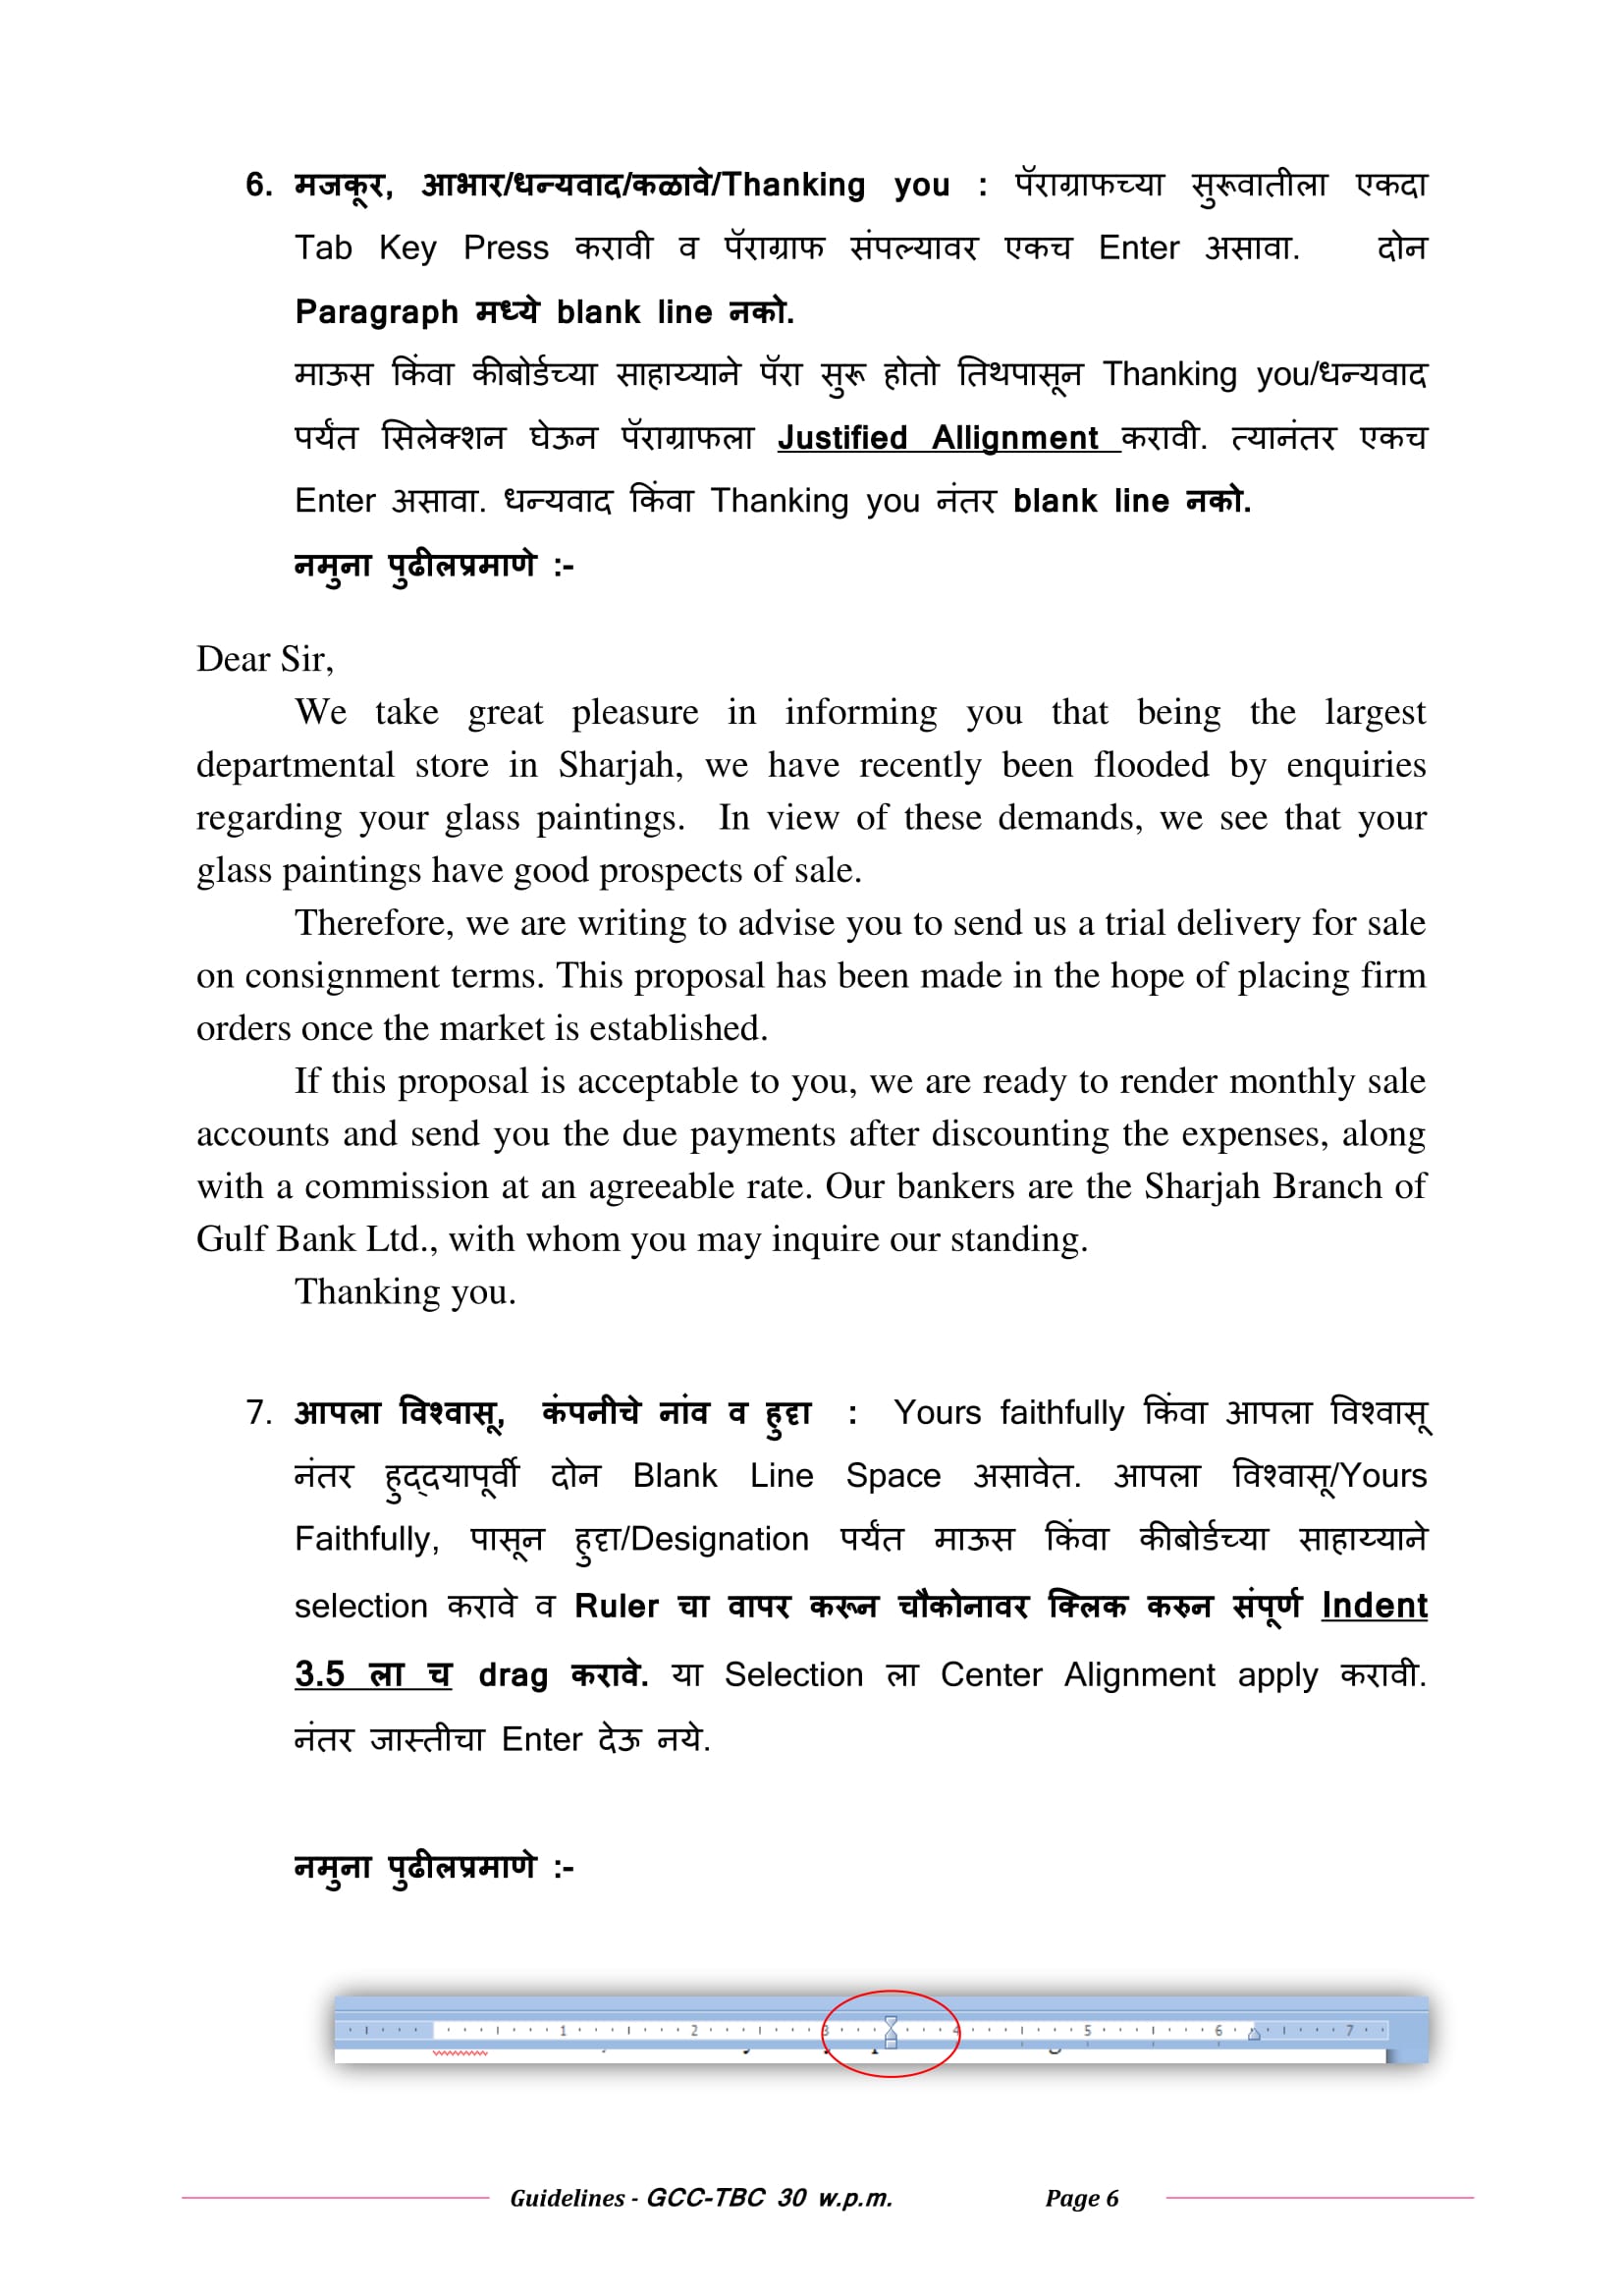 6. मजकूर, आभार/धन्यवाद/कळावे/Thanking you : पॅराग्राफच्या सुरूवातीला एकदा
Tab Key Press करावी व पॅराग्राफ संपल्यावर एकच Enter असावा. दोन
Paragraph मध्ये blank line नको.
माऊस किंवा कीबोर्डच्या साहाय्याने पॅरा सुरू होतो तिथपासून Thanking you/धन्यवाद
पर्यंत सिलेक्शन घेऊन पॅराग्राफला Justified Allignment करावी. त्यानंतर एकच
Enter असावा. धन्यवाद किंवा Thanking you नंतर blank line नको.
नमुना पुढीलप्रमाणे :-
Dear Sir,
We take great pleasure in informing you that being the largest
departmental store in Sharjah, we have recently been flooded by enquiries
regarding your glass paintings. In view of these demands, we see that your
glass paintings have good prospects of sale.
Therefore, we are writing to advise you to send us a trial delivery for sale
on consignment terms. This proposal has been made in the hope of placing firm
orders once the market is established.
If this proposal is acceptable to you, we are ready to render monthly sale
accounts and send you the due payments after discounting the expenses, along
with a commission at an agreeable rate. Our bankers are the Sharjah Branch of
Gulf Bank Ltd., with whom you may inquire our standing.
Thanking you.
7. आपला विश्वासू, कंपनीचे नांव व हुद्दा : Yours faithfully किंवा आपला विश्वासू
नंतर हुद्दयापूर्वी दोन Blank Line Space असावेत. आपला विश्वासू/Yours
Faithfully, पासून हुद्दा/Designation पर्यंत माऊस किंवा कीबोर्डच्या साहाय्याने
selection करावे व Ruler चा वापर करून चौकोनावर क्लिक करुन संपूर्ण Indent
3.5 ला च drag करावे. या Selection ला Center Alignment apply करावी.
नंतर जास्तीचा Enter देऊ नये.
नमुना पुढीलप्रमाणे :-
1 2 3 4 5 6 7
Guidelines - GCC-TBC 30 w.p.m. Page 6